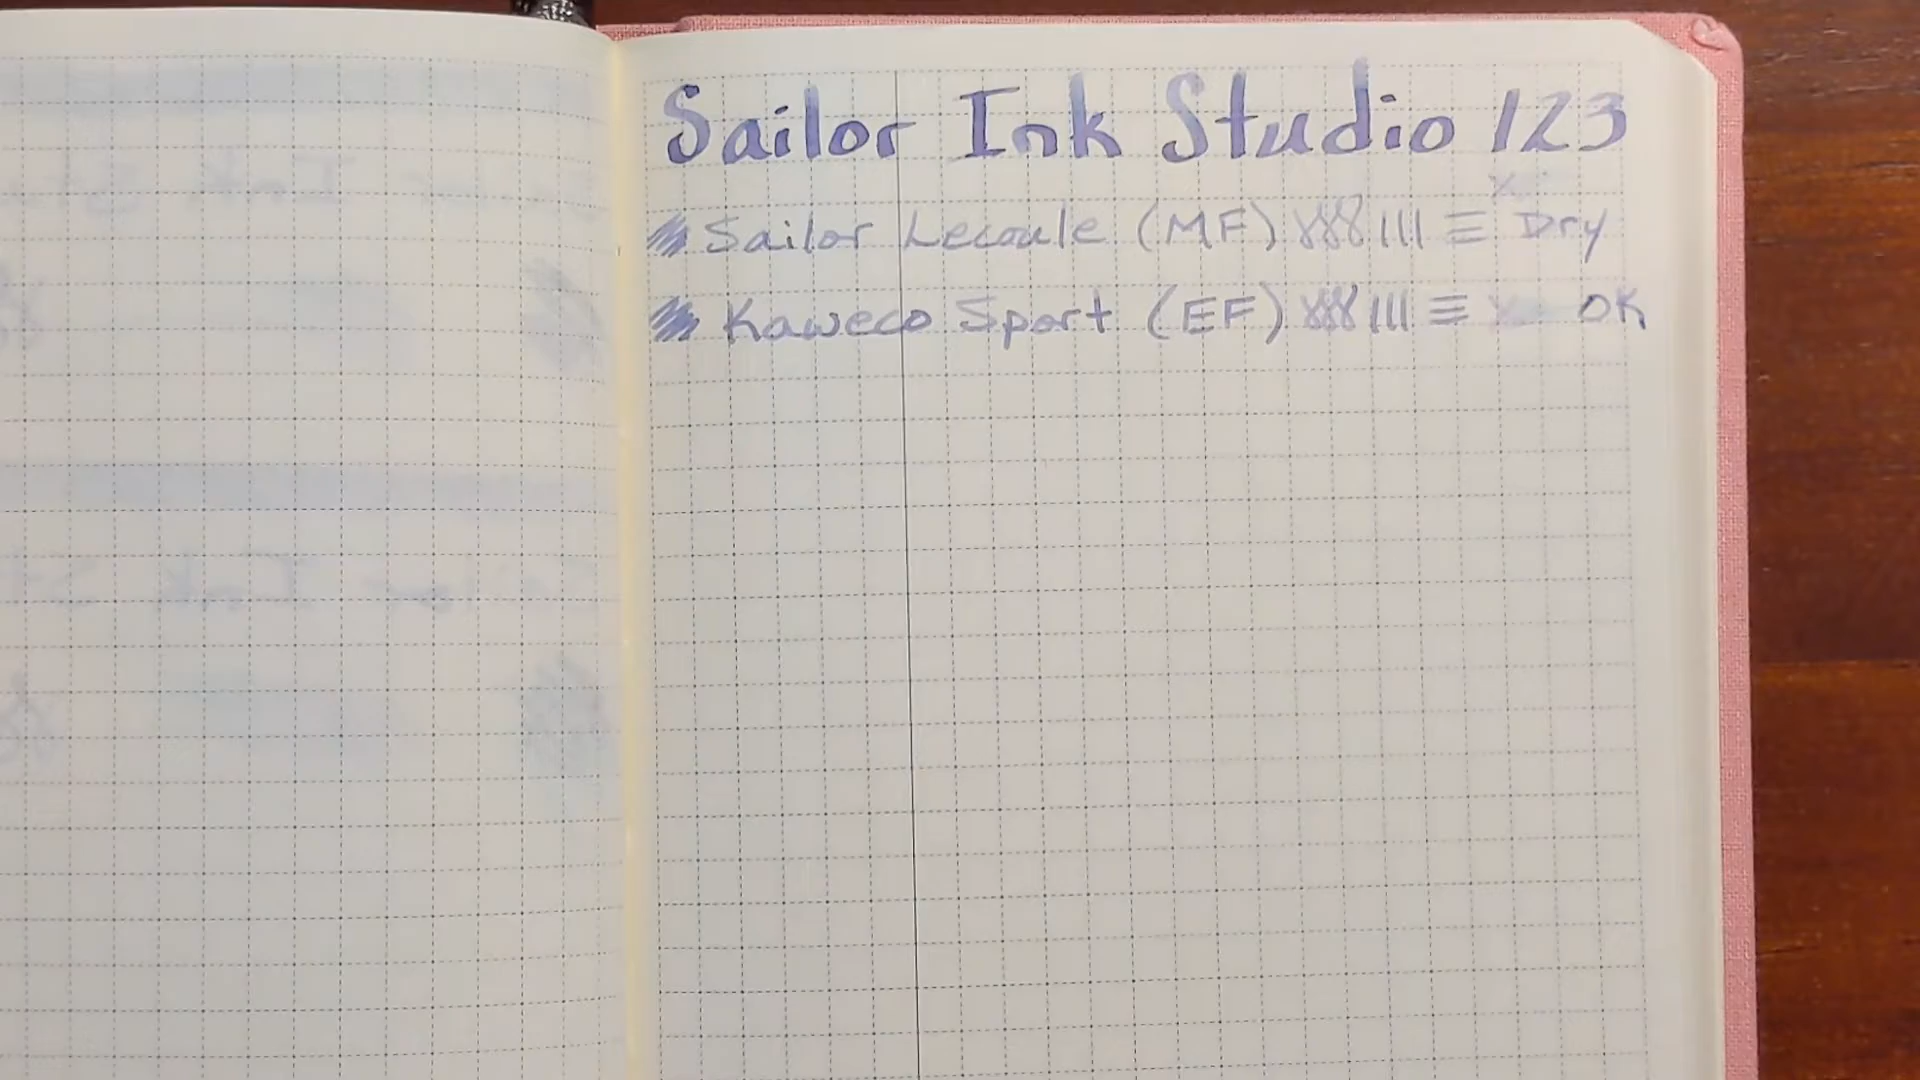 Sailor Ink Studio 123
Sailor Lecoule (MF) Dry
Kaweco Sport (EF) OK